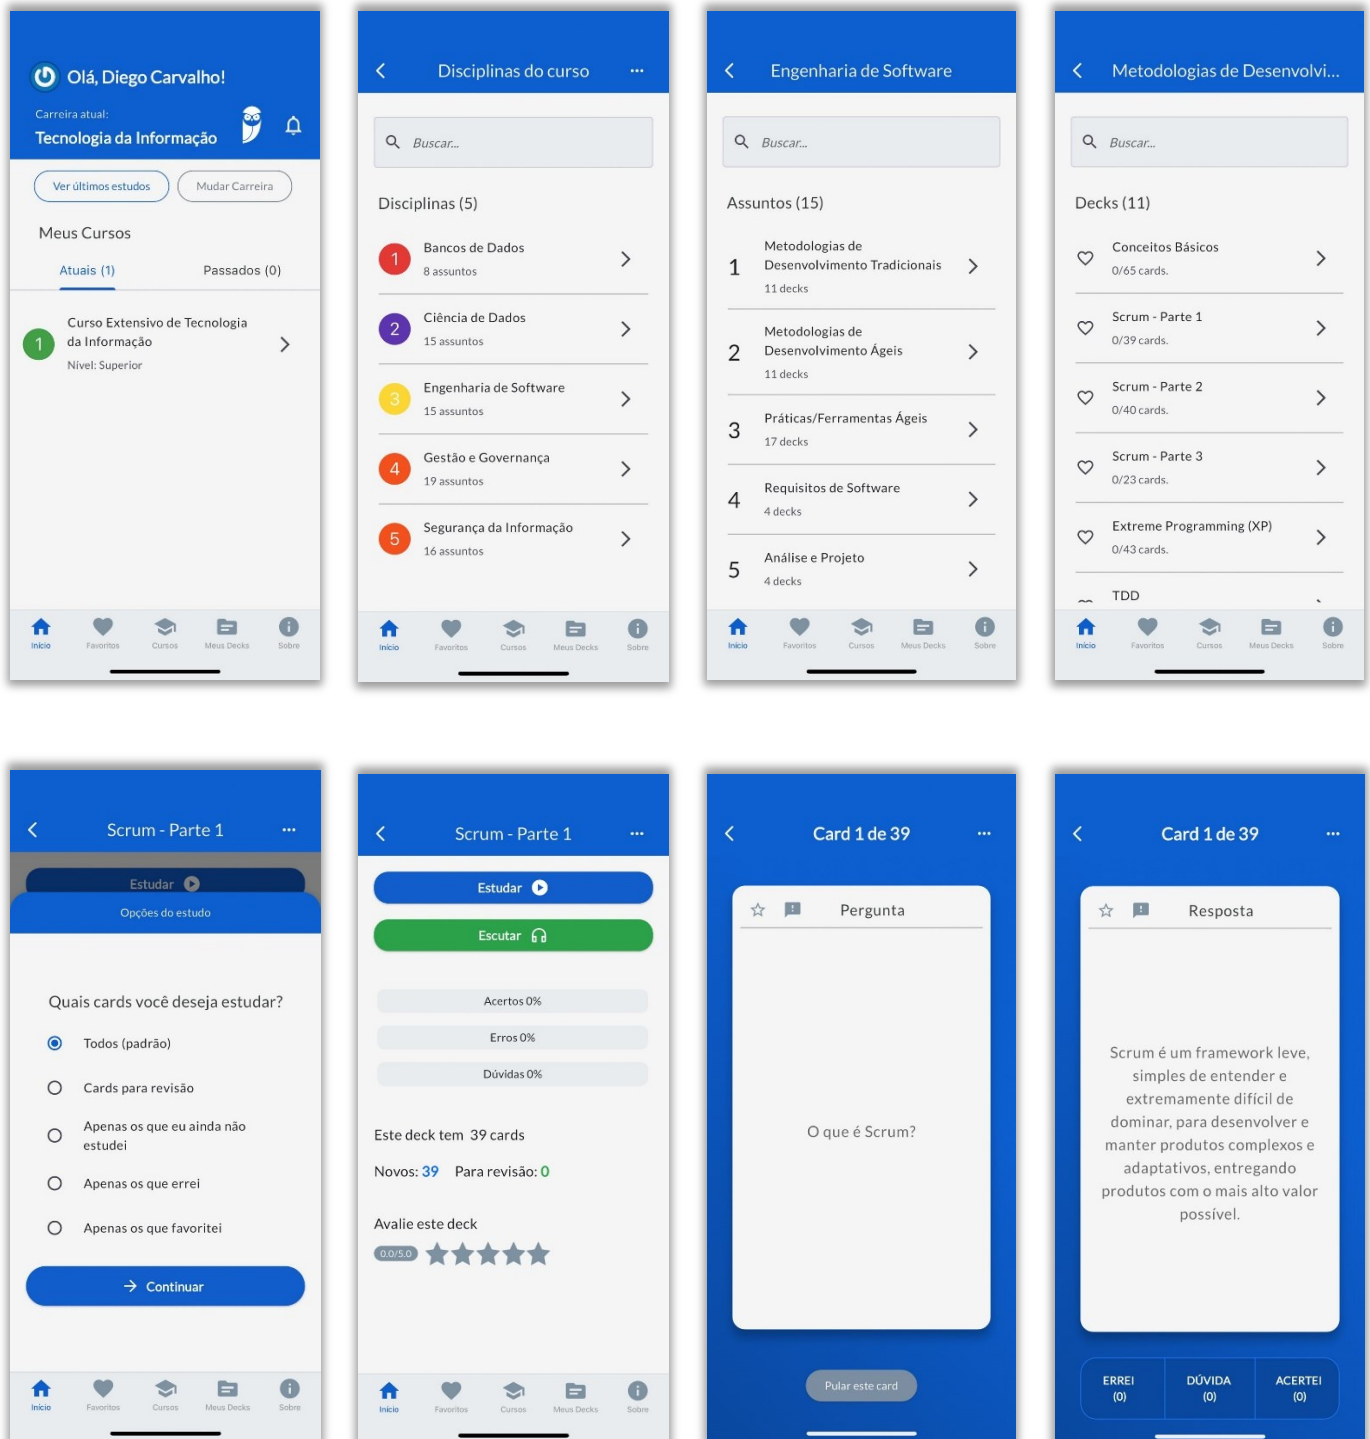 Olá, Diego Carvalho!
Carreira atual:
Tecnologia da Informação
Ver últimos estudos
Mudar Carreira
Meus Cursos
Atuais (1)
Passados (0)
1
Curso Extensivo de Tecnologia
da Informação
Nível: Superior
Início
Favoritos
Cursos
Meus Decks
Sobre
Disciplinas do curso
Buscar...
Disciplinas (5)
1
Bancos de Dados
8 assuntos
2
Ciência de Dados
15 assuntos
3
Engenharia de Software
15 assuntos
4
Gestão e Governança
19 assuntos
5
Segurança da Informação
16 assuntos
Início
Favoritos
Cursos
Meus Decks
Sobre
Engenharia de Software
Buscar...
Assuntos (15)
1
Metodologias de
Desenvolvimento Tradicionais
11 decks
2
Metodologias de
Desenvolvimento Ágeis
11 decks
3
Práticas/Ferramentas Ágeis
17 decks
4
Requisitos de Software
4 decks
5
Análise e Projeto
4 decks
Início
Favoritos
Cursos
Meus Decks
Sobre
Metodologias de Desenvolvi...
Buscar...
Decks (11)
Conceitos Básicos
0/65 cards.
Scrum - Parte 1
0/39 cards.
Scrum - Parte 2
0/40 cards.
Scrum - Parte 3
0/23 cards.
Extreme Programming (XP)
0/43 cards.
TDD
Início
Favoritos
Cursos
Meus Decks
Sobre
Scrum - Parte 1
Estudar
Opções do estudo
Quais cards você deseja estudar?
Todos (padrão)
Cards para revisão
Apenas os que eu ainda não
estudei
Apenas os que errei
Apenas os que favoritei
Continuar
Início
Favoritos
Cursos
Meus Decks
Sobre
Scrum - Parte 1
Estudar
Escutar
Acertos 0%
Erros 0%
Dúvidas 0%
Este deck tem 39 cards
Novos: 39 Para revisão: 0
Avalie este deck
0.0/5.0
Início
Favoritos
Cursos
Meus Decks
Sobre
Card 1 de 39
Pergunta
O que é Scrum?
Pular este card
Card 1 de 39
Resposta
Scrum é um framework leve,
simples de entender e
extremamente difícil de
dominar, para desenvolver e
manter produtos complexos e
adaptativos, entregando
produtos com o mais alto valor
possível.
ERREI
(0)
DÚVIDA
(0)
ACERTEI
(0)